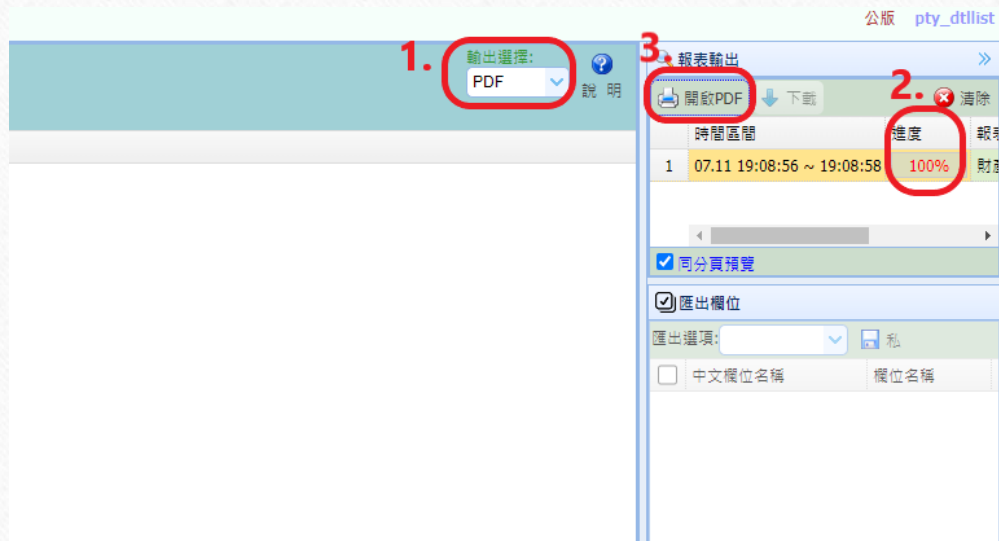 公版 pty_dtllist
1. 輸出選擇:
PDF
說 明
3. 報表輸出
開啟PDF 下載 2. 清除
時間區間 進度
1 07.11 19:08:56 ~ 19:08:58 100% 財
同分頁預覽
匯出欄位
匯出選項: 私
中文欄位名稱 欄位名稱